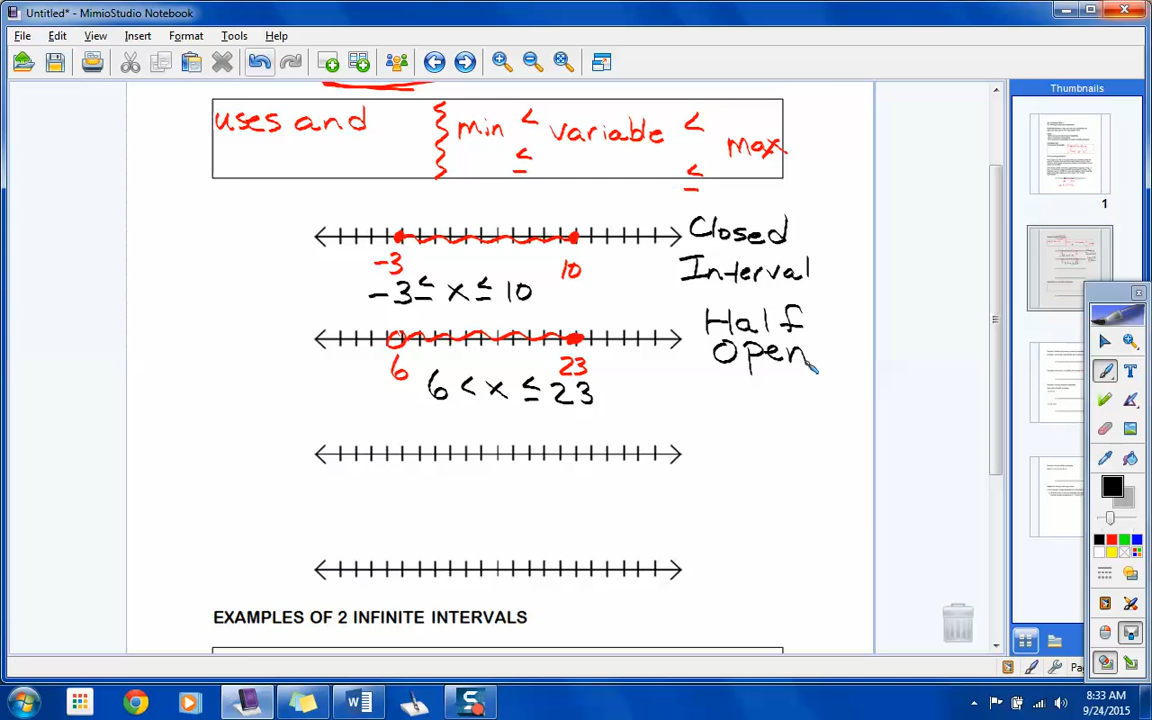 Untitled* - MimioStudio Notebook
File Edit View Insert Format Tools Help
Thumbnails
uses and { min < variable < max
≤ ≤
1
Closed
Interval
-3 10
-3 ≤ x ≤ 10
Half
Open
6 23
6 < x ≤ 23
EXAMPLES OF 2 INFINITE INTERVALS
8:33 AM
9/24/2015